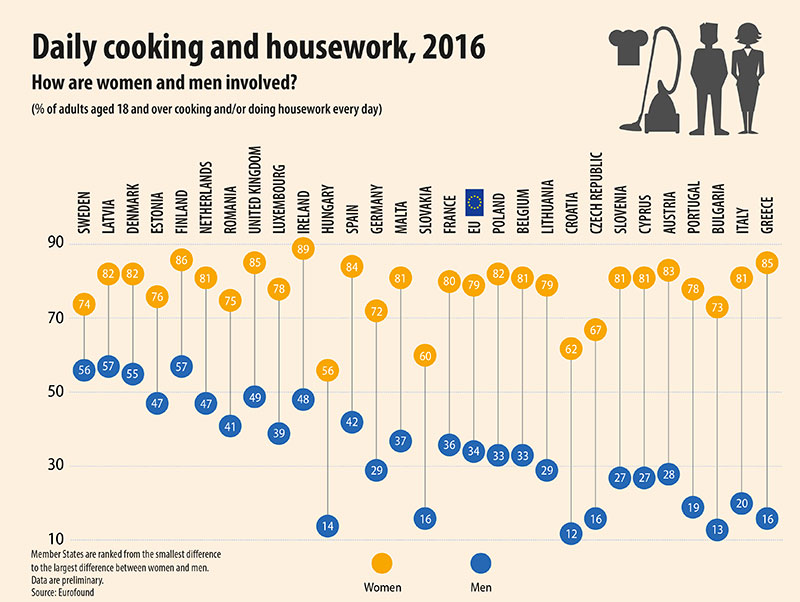 Daily cooking and housework, 2016
How are women and men involved?
(% of adults aged 18 and over cooking and/or doing housework every day)
SWEDEN
LATVIA
DENMARK
ESTONIA
FINLAND
NETHERLANDS
ROMANIA
UNITED KINGDOM
LUXEMBOURG
IRELAND
HUNGARY
SPAIN
GERMANY
MALTA
SLOVAKIA
FRANCE
EU
POLAND
BELGIUM
LITHUANIA
CROATIA
CZECH REPUBLIC
SLOVENIA
CYPRUS
AUSTRIA
PORTUGAL
BULGARIA
ITALY
GREECE
90
70
50
30
10
74
82
82
76
86
81
75
85
78
89
56
84
72
81
60
80
79
82
81
79
62
67
81
81
83
78
73
81
85
56
57
55
47
57
47
41
49
39
48
14
42
29
37
16
36
34
33
33
29
12
16
27
27
28
19
13
20
16
Member States are ranked from the smallest difference
to the largest difference between women and men.
Data are preliminary.
Source: Eurofound
Women
Men